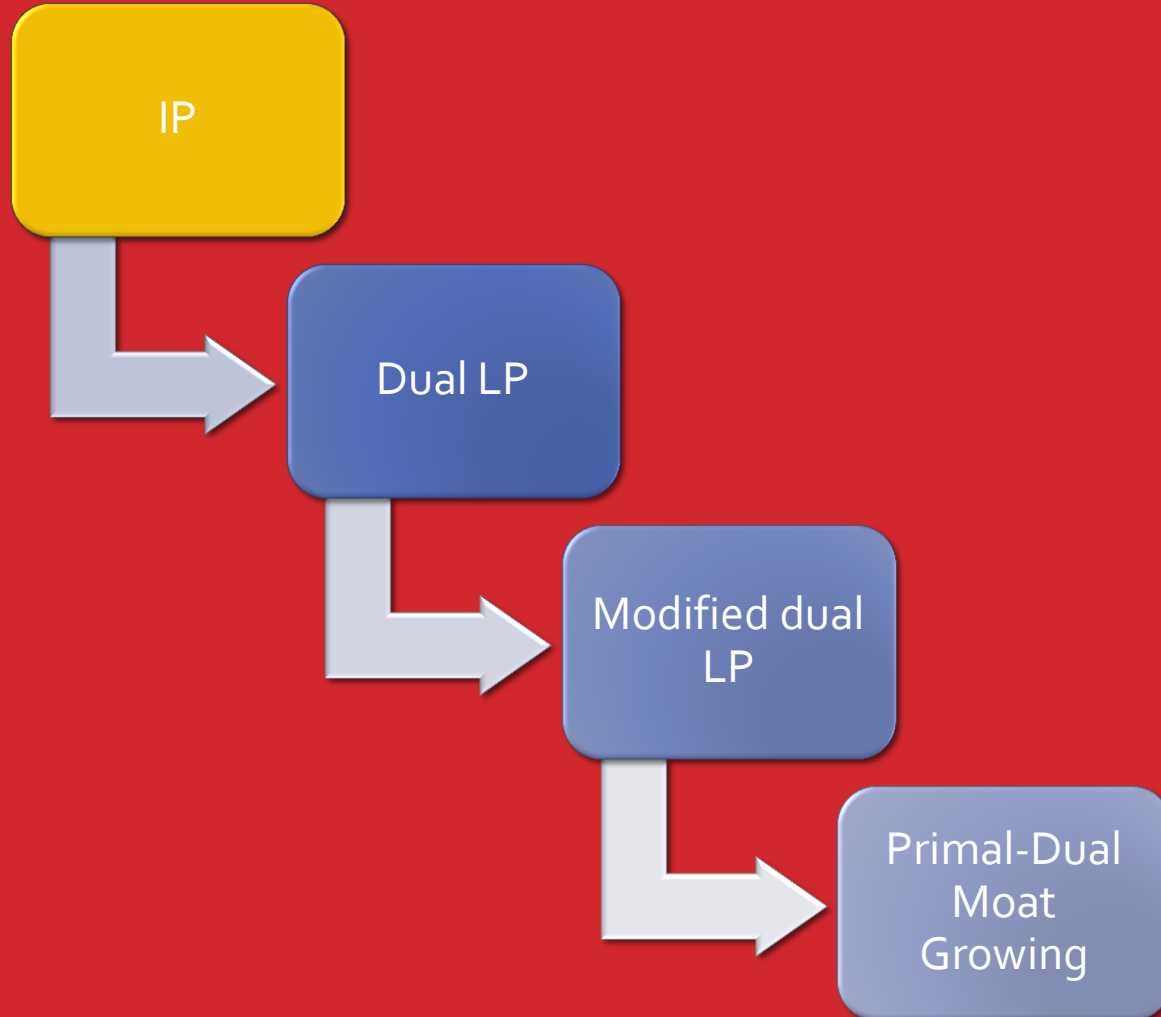 IP
Dual LP
Modified dual
LP
Primal-Dual
Moat
Growing